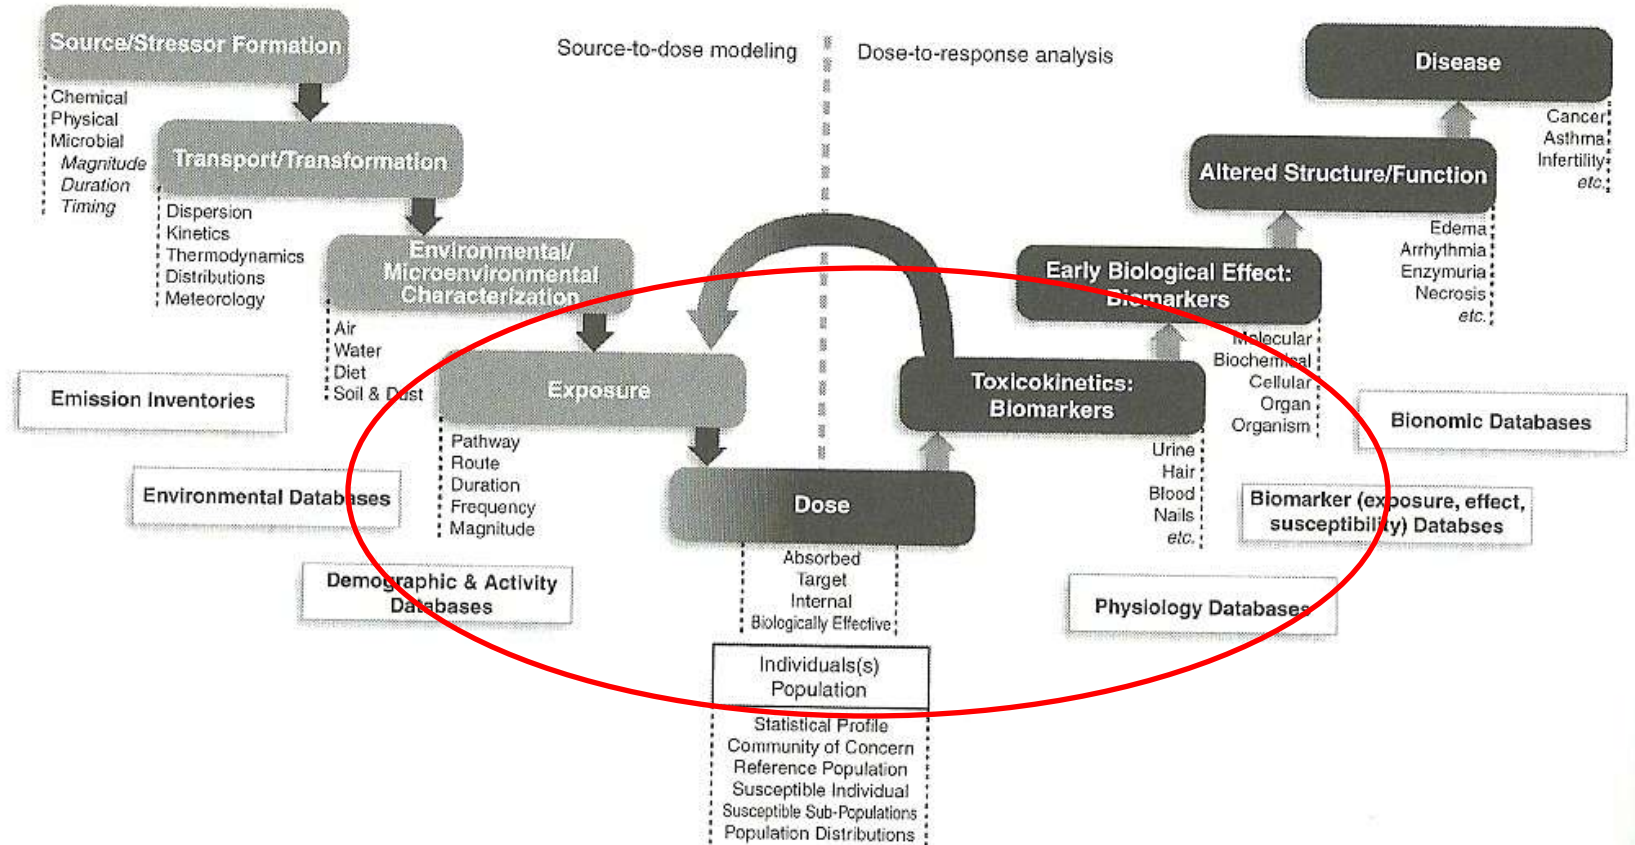 Source/Stressor Formation
Chemical
Physical
Microbial
Magnitude
Duration
Timing
Transport/Transformation
Dispersion
Kinetics
Thermodynamics
Distributions
Meteorology
Environmental/
Microenvironmental
Characterization
Air
Water
Diet
Soil & Dust
Exposure
Pathway
Route
Duration
Frequency
Magnitude
Source-to-dose modeling
Dose-to-response analysis
Dose
Absorbed
Target
Internal
Biologically Effective
Individuals(s)
Population
Statistical Profile
Community of Concern
Reference Population
Susceptible Individual
Susceptible Sub-Populations
Population Distributions
Toxicokinetics:
Biomarkers
Urine
Hair
Blood
Nails
etc.
Early Biological Effect:
Biomarkers
Molecular
Biochemical
Cellular
Organ
Organism
Altered Structure/Function
Edema
Arrhythmia
Enzymuria
Necrosis
etc.
Disease
Cancer
Asthma
Infertility
etc.
Emission Inventories
Environmental Databases
Demographic & Activity
Databases
Physiology Databases
Biomarker (exposure, effect,
susceptibility) Databses
Bionomic Databases